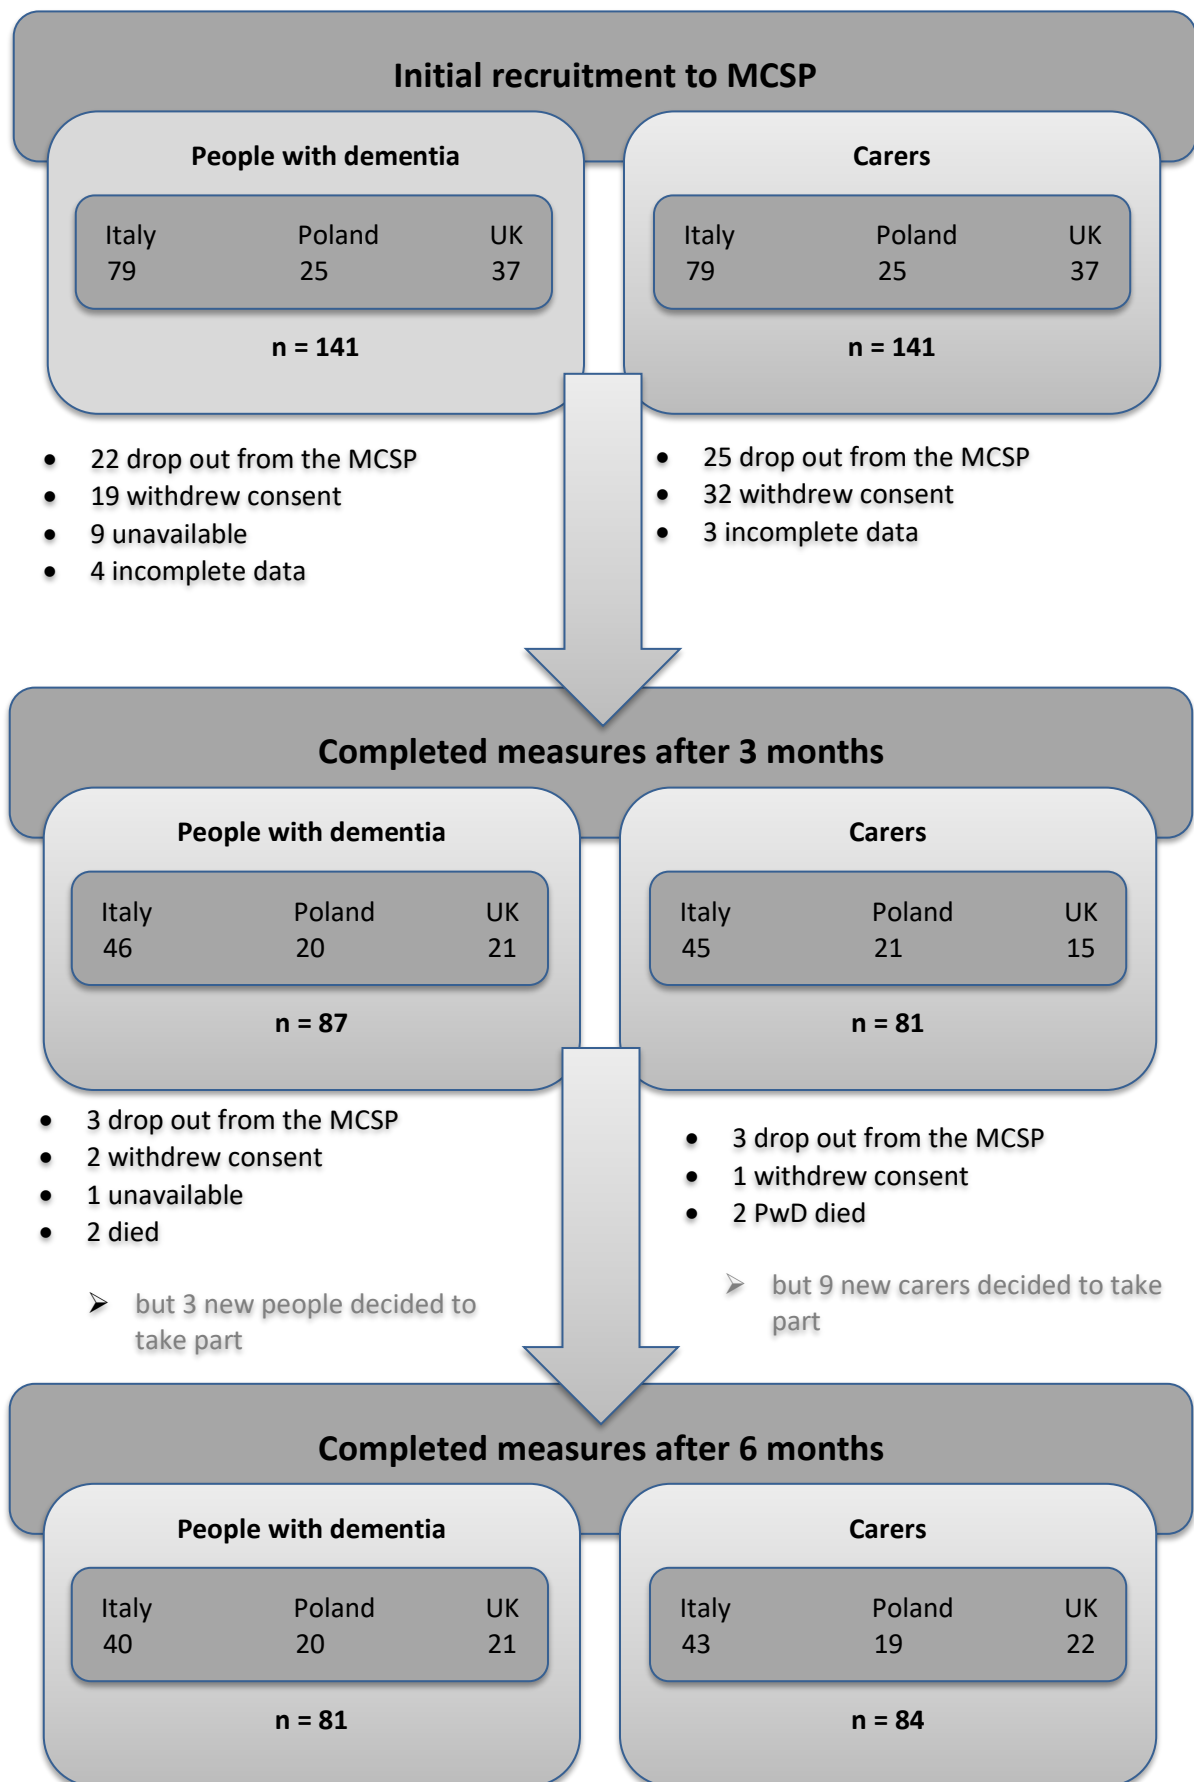 Initial recruitment to MCSP
People with dementia
Italy Poland UK
79 25 37
n = 141
Carers
Italy Poland UK
79 25 37
n = 141
• 22 drop out from the MCSP
• 19 withdrew consent
• 9 unavailable
• 4 incomplete data
• 25 drop out from the MCSP
• 32 withdrew consent
• 3 incomplete data
Completed measures after 3 months
People with dementia
Italy Poland UK
46 20 21
n = 87
Carers
Italy Poland UK
45 21 15
n = 81
• 3 drop out from the MCSP
• 2 withdrew consent
• 1 unavailable
• 2 died
➢ but 3 new people decided to
take part
• 3 drop out from the MCSP
• 1 withdrew consent
• 2 PwD died
➢ but 9 new carers decided to take
part
Completed measures after 6 months
People with dementia
Italy Poland UK
40 20 21
n = 81
Carers
Italy Poland UK
43 19 22
n = 84